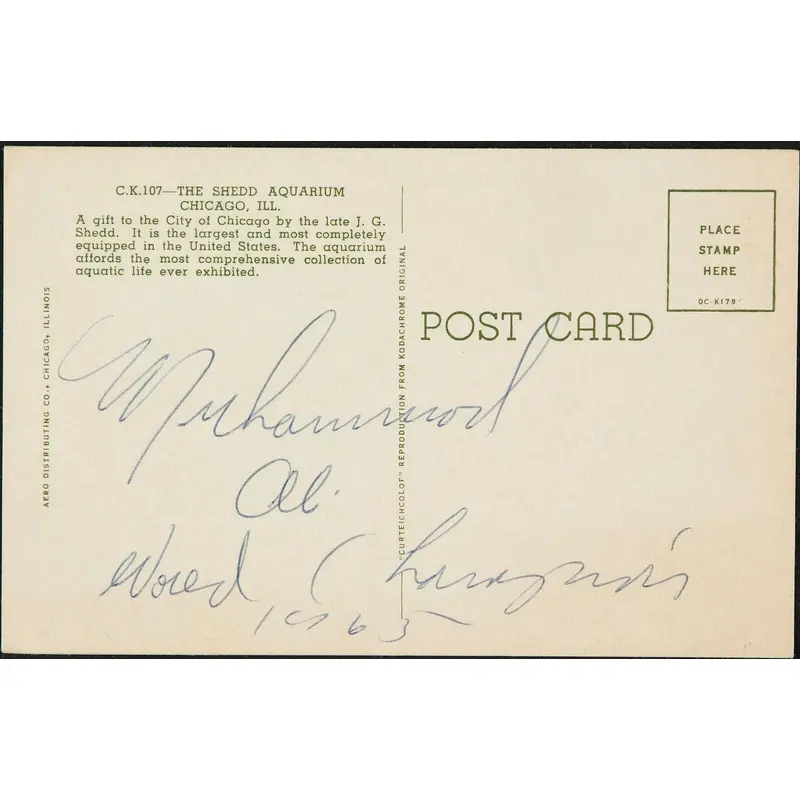 C.K.107—THE SHEDD AQUARIUM
CHICAGO, ILL.
A gift to the City of Chicago by the late J. G.
Shedd. It is the largest and most completely
equipped in the United States. The aquarium
affords the most comprehensive collection of
aquatic life ever exhibited.
AERO DISTRIBUTING CO., CHICAGO, ILLINOIS
"CURTEICHCOLOR" REPRODUCTION FROM KODACHROME ORIGINAL
PLACE
STAMP
HERE
OC-K179
POST CARD
Muhammad
Ali
1965